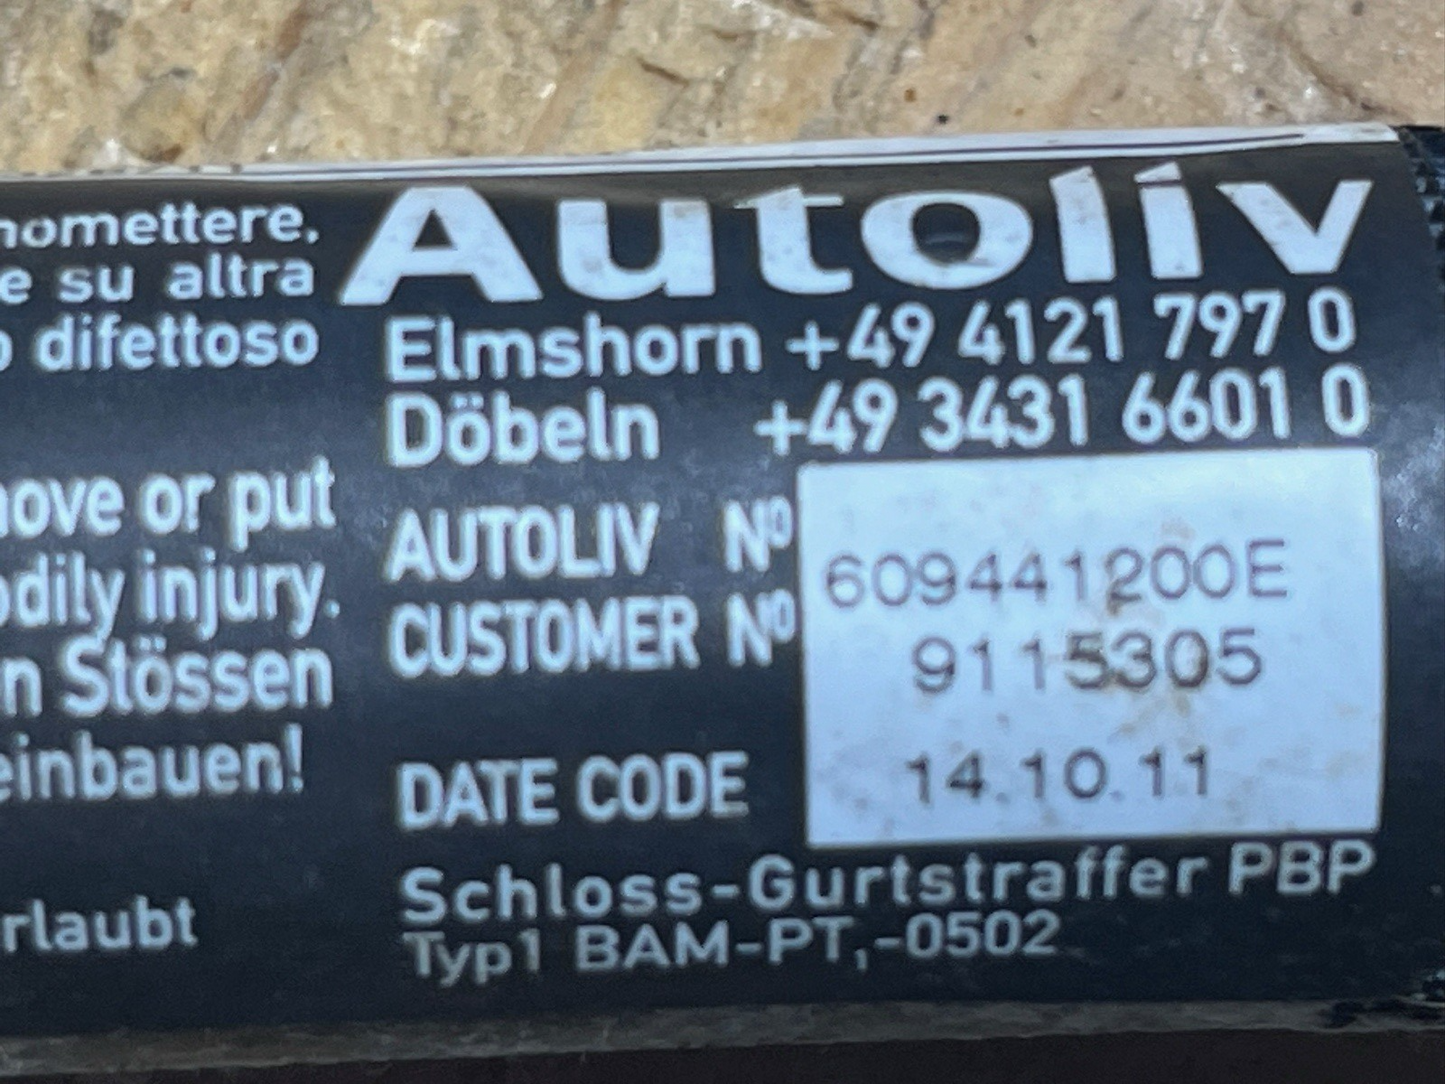 nomettere.
e su altra
difettoso
ove or put
dily injury.
n Stössen
einbauen!
rlaubt
Autoliv
Elmshorn +49 4121 797 0
Döbeln +49 3431 6601 0
AUTOLIV Nº 609441200E
CUSTOMER Nº 9115305
DATE CODE 14.10.11
Schloss-Gurtstraffer PBP
Typ1 BAM-PT,-0502